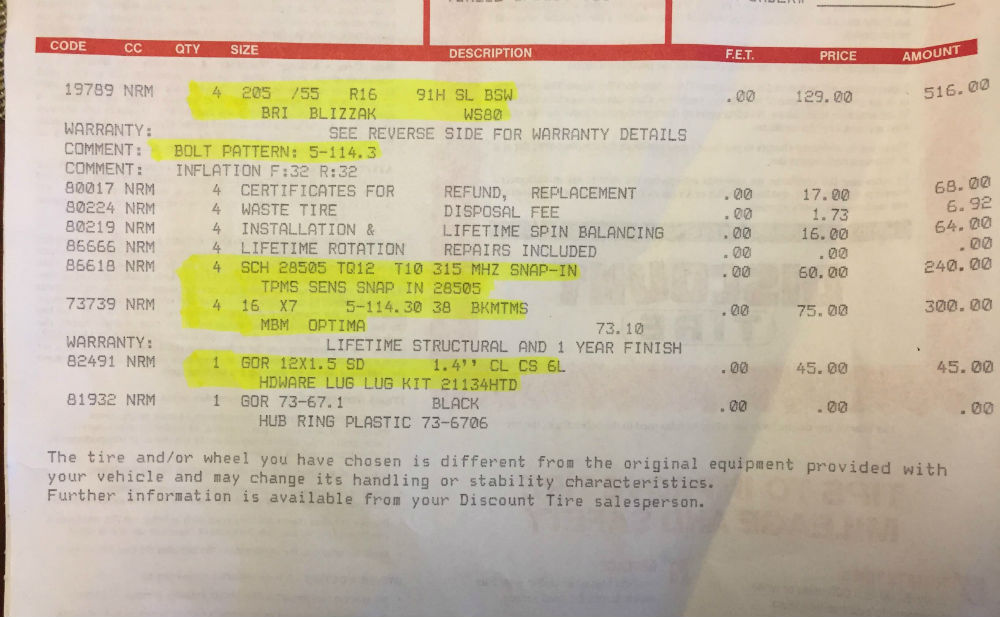 CODE CC QTY SIZE DESCRIPTION F.E.T. PRICE AMOUNT
19789 NRM 4 205 /55 R16 91H SL BSW .00 129.00 516.00
BRI BLIZZAK WS80
WARRANTY: SEE REVERSE SIDE FOR WARRANTY DETAILS
COMMENT: BOLT PATTERN: 5-114.3
COMMENT: INFLATION F:32 R:32
80017 NRM 4 CERTIFICATES FOR REFUND, REPLACEMENT .00 17.00 68.00
80224 NRM 4 WASTE TIRE DISPOSAL FEE .00 1.73 6.92
80219 NRM 4 INSTALLATION & LIFETIME SPIN BALANCING .00 16.00 64.00
86666 NRM 4 LIFETIME ROTATION REPAIRS INCLUDED .00 .00 .00
86618 NRM 4 SCH 28505 TQ12 T10 315 MHZ SNAP-IN .00 60.00 240.00
TPMS SENS SNAP IN 28505
73739 NRM 4 16 X7 5-114.30 38 BKMTMS .00 75.00 300.00
MBM OPTIMA 73.10
WARRANTY: LIFETIME STRUCTURAL AND 1 YEAR FINISH
82491 NRM 1 GOR 12X1.5 SD 1.4'' CL CS 6L .00 45.00 45.00
HDWARE LUG LUG KIT 21134HTD
81932 NRM 1 GOR 73-67.1 BLACK .00 .00 .00
HUB RING PLASTIC 73-6706
The tire and/or wheel you have chosen is different from the original equipment provided with
your vehicle and may change its handling or stability characteristics.
Further information is available from your Discount Tire salesperson.